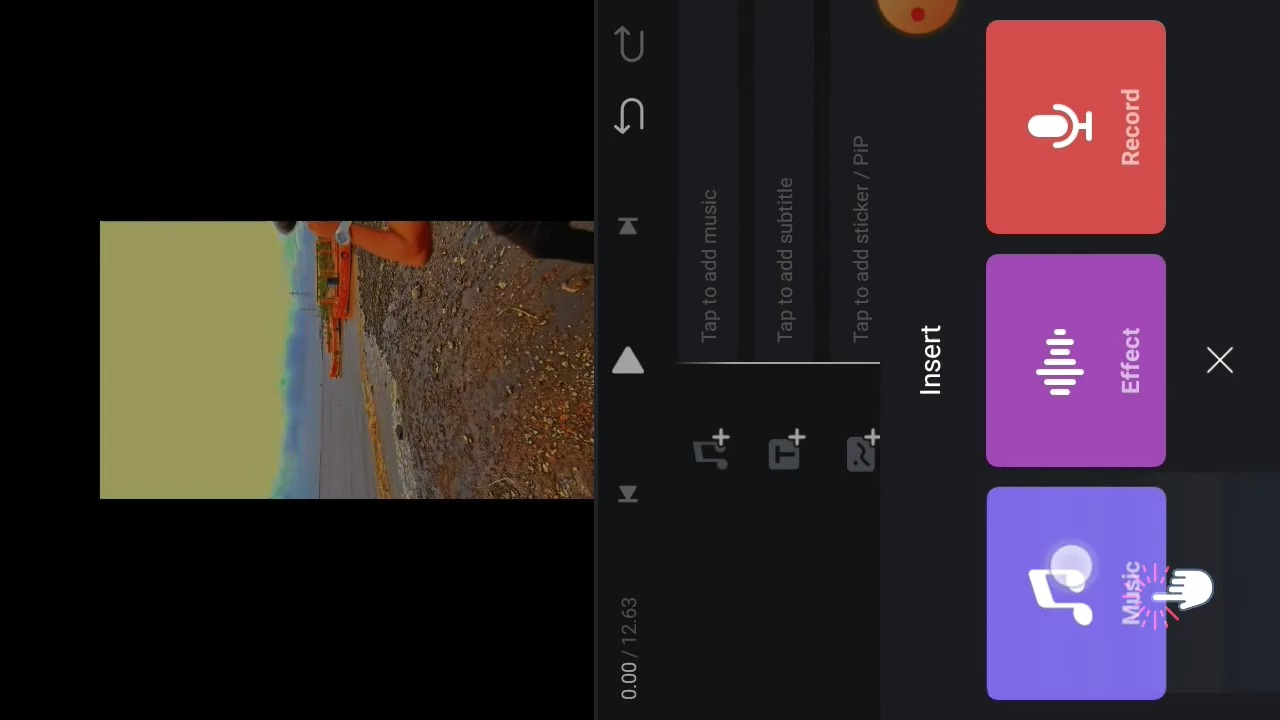 0.00 / 12.63
Tap to add music
Tap to add subtitle
Tap to add sticker / PiP
Insert
Music
Effect
Record